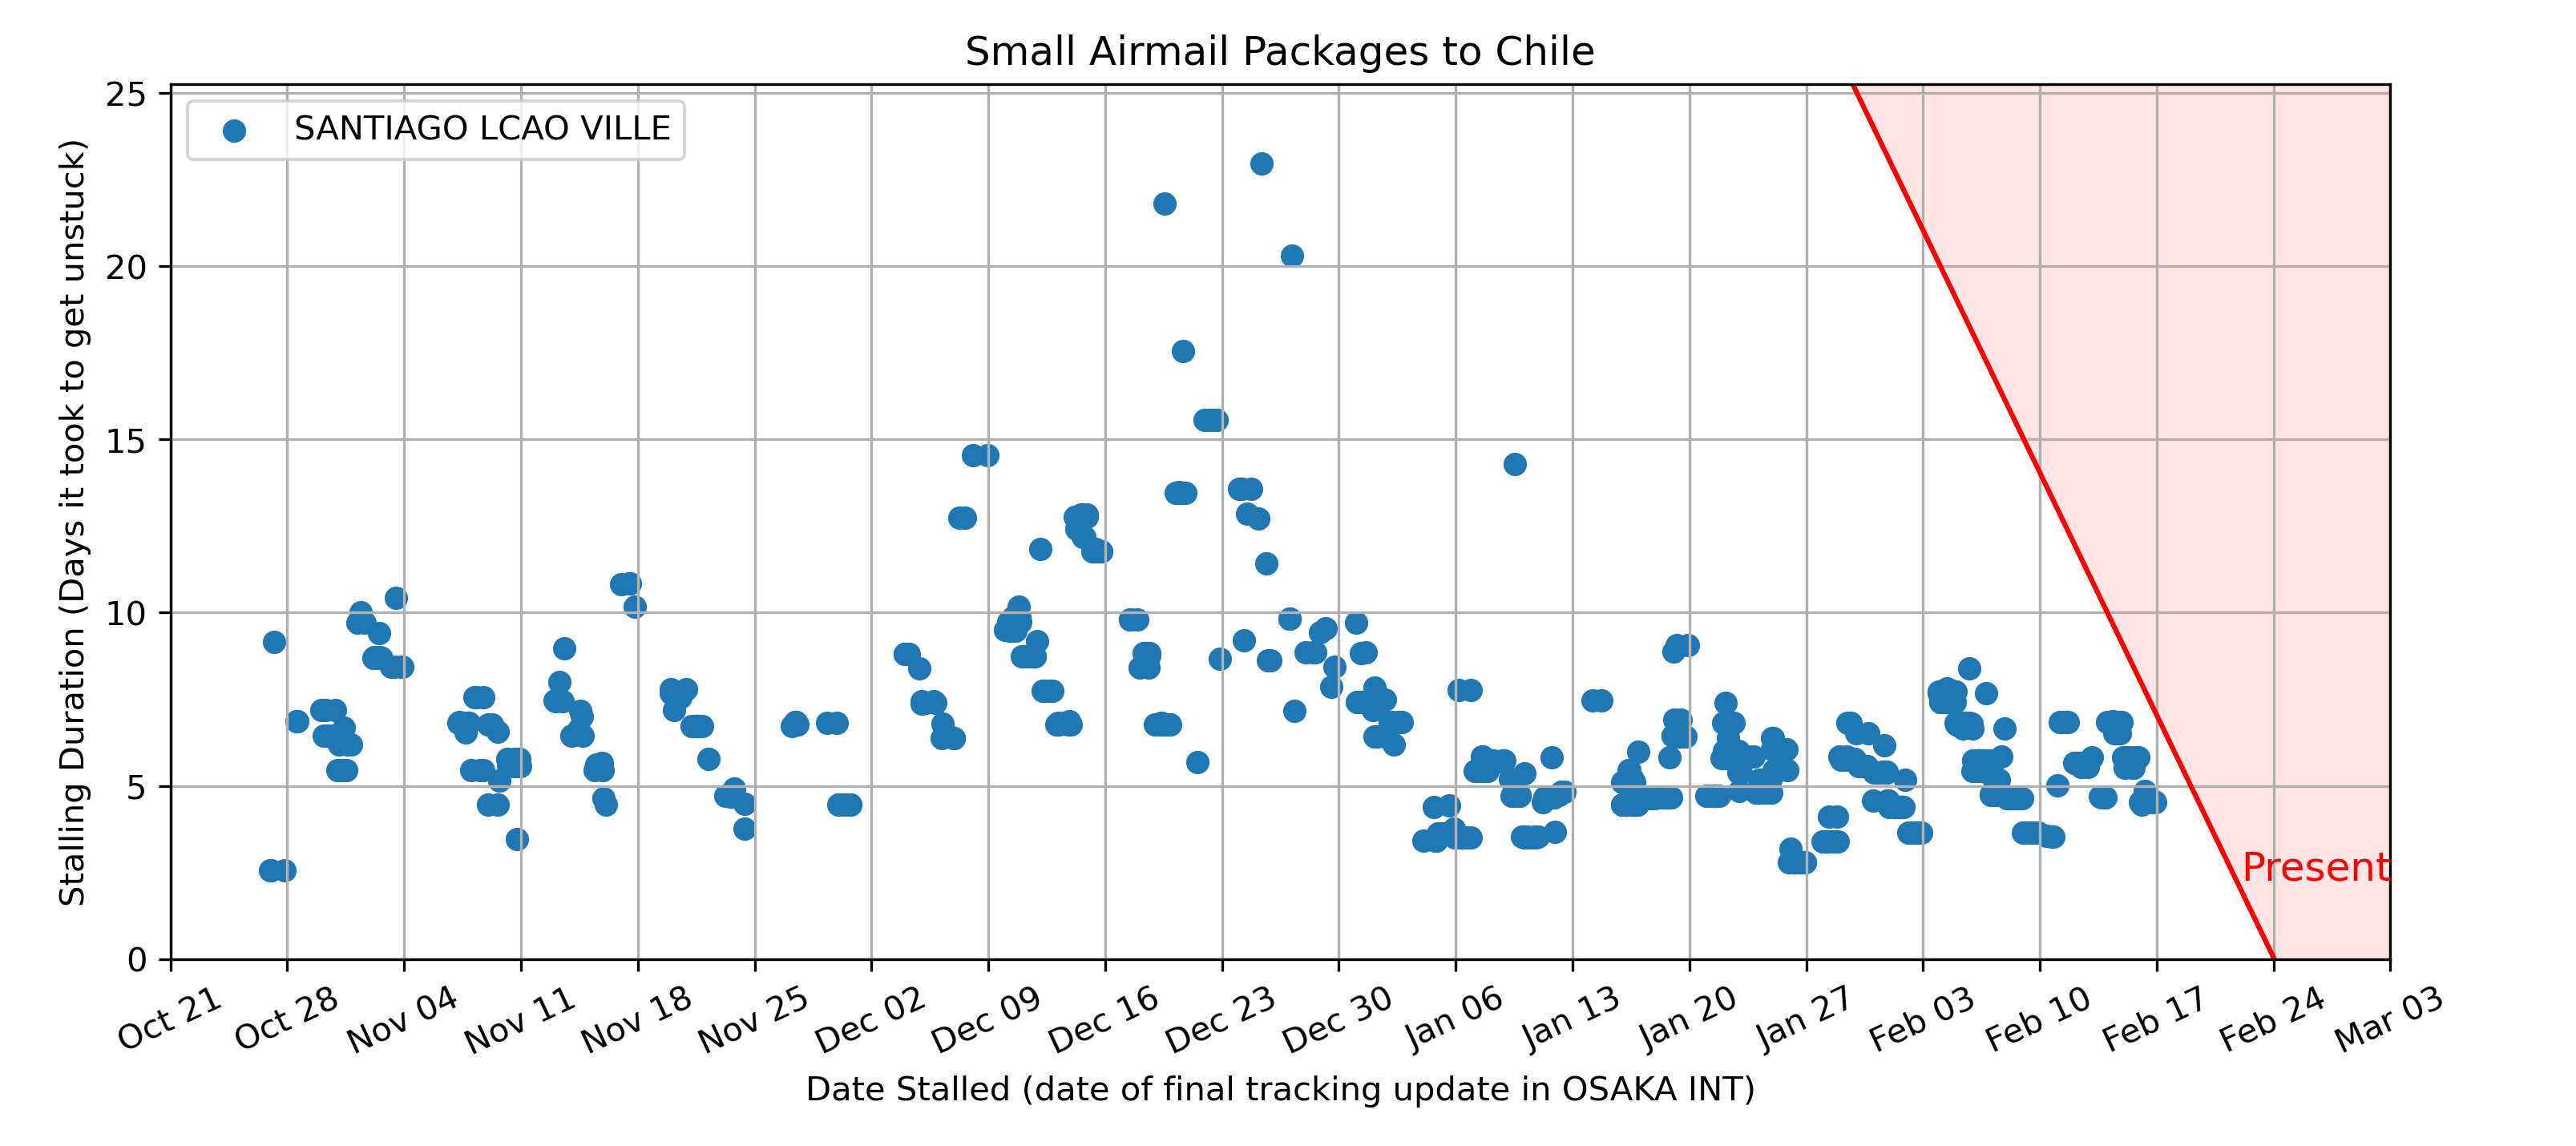 Small Airmail Packages to Chile
SANTIAGO LCAO VILLE
Stalling Duration (Days it took to get unstuck)
25
20
15
10
5
0
Present
Oct 21
Oct 28
Nov 04
Nov 11
Nov 18
Nov 25
Dec 02
Dec 09
Dec 16
Dec 23
Dec 30
Jan 06
Jan 13
Jan 20
Jan 27
Feb 03
Feb 10
Feb 17
Feb 24
Mar 03
Date Stalled (date of final tracking update in OSAKA INT)